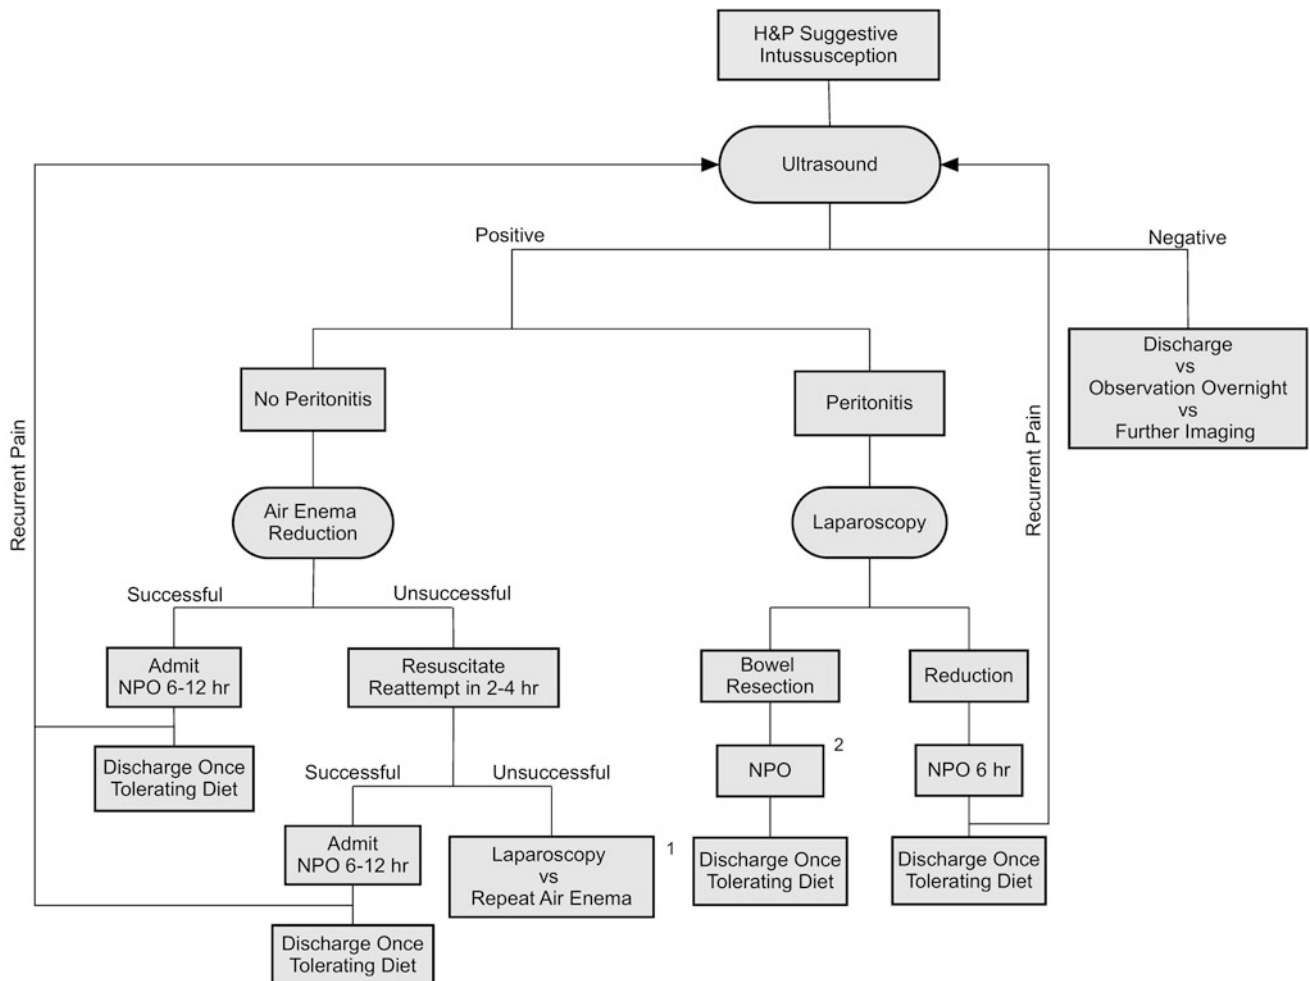 H&P Suggestive
Intussusception
Ultrasound
Positive
Negative
Discharge
vs
Observation Overnight
vs
Further Imaging
No Peritonitis
Peritonitis
Recurrent Pain
Recurrent Pain
Air Enema
Reduction
Laparoscopy
Successful
Unsuccessful
Admit
NPO 6-12 hr
Resuscitate
Reattempt in 2-4 hr
Bowel
Resection
Reduction
Discharge Once
Tolerating Diet
Successful
Unsuccessful
NPO
2
NPO 6 hr
Admit
NPO 6-12 hr
Laparoscopy
vs
Repeat Air Enema
1
Discharge Once
Tolerating Diet
Discharge Once
Tolerating Diet
Discharge Once
Tolerating Diet